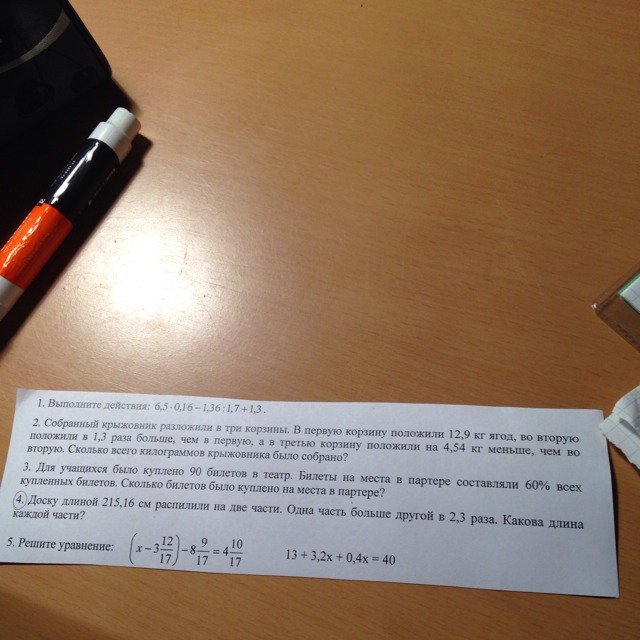 1. Выполните действия: 6,5·0,16 – 1,36 : 1,7 + 1,3 .
2. Собранный крыжовник разложили в три корзины. В первую корзину положили 12,9 кг ягод, во вторую
положили в 1,3 раза больше, чем в первую, а в третью корзину положили на 4,54 кг меньше, чем во
вторую. Сколько всего килограммов крыжовника было собрано?
3. Для учащихся было куплено 90 билетов в театр. Билеты на места в партере составляли 60% всех
купленных билетов. Сколько билетов было куплено на места в партере?
4. Доску длиной 215,16 см распилили на две части. Одна часть больше другой в 2,3 раза. Какова длина
каждой части?
5. Решите уравнение: (x – 3 12/17) – 8 9/17 = 4 10/17 13 + 3,2x + 0,4x = 40